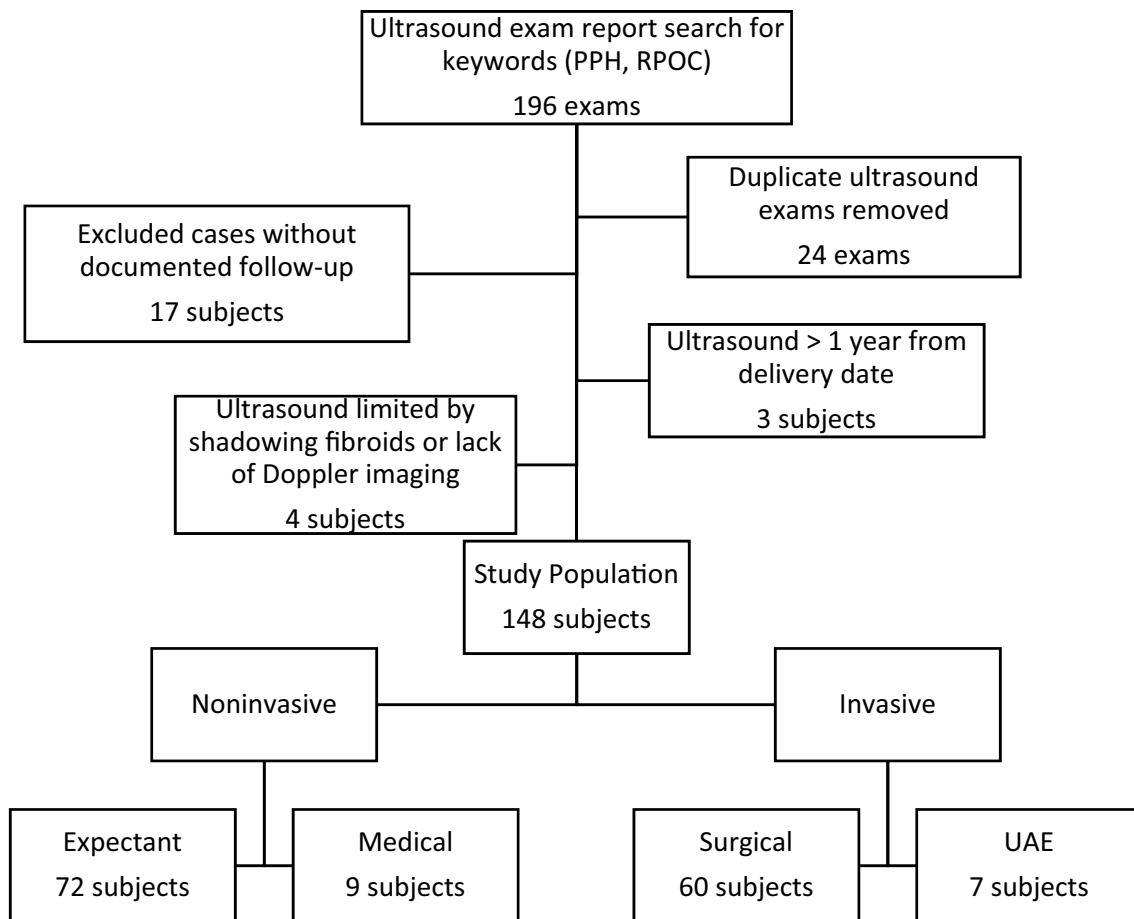 Ultrasound exam report search for
keywords (PPH, RPOC)
196 exams
Duplicate ultrasound
exams removed
24 exams
Excluded cases without
documented follow-up
17 subjects
Ultrasound > 1 year from
delivery date
3 subjects
Ultrasound limited by
shadowing fibroids or lack
of Doppler imaging
4 subjects
Study Population
148 subjects
Noninvasive
Invasive
Expectant
72 subjects
Medical
9 subjects
Surgical
60 subjects
UAE
7 subjects